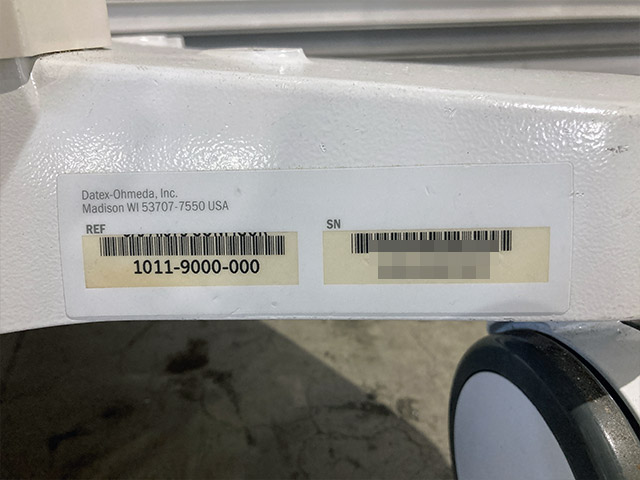 Datex-Ohmeda, Inc.
Madison WI 53707-7550 USA
REF
1011-9000-000
SN